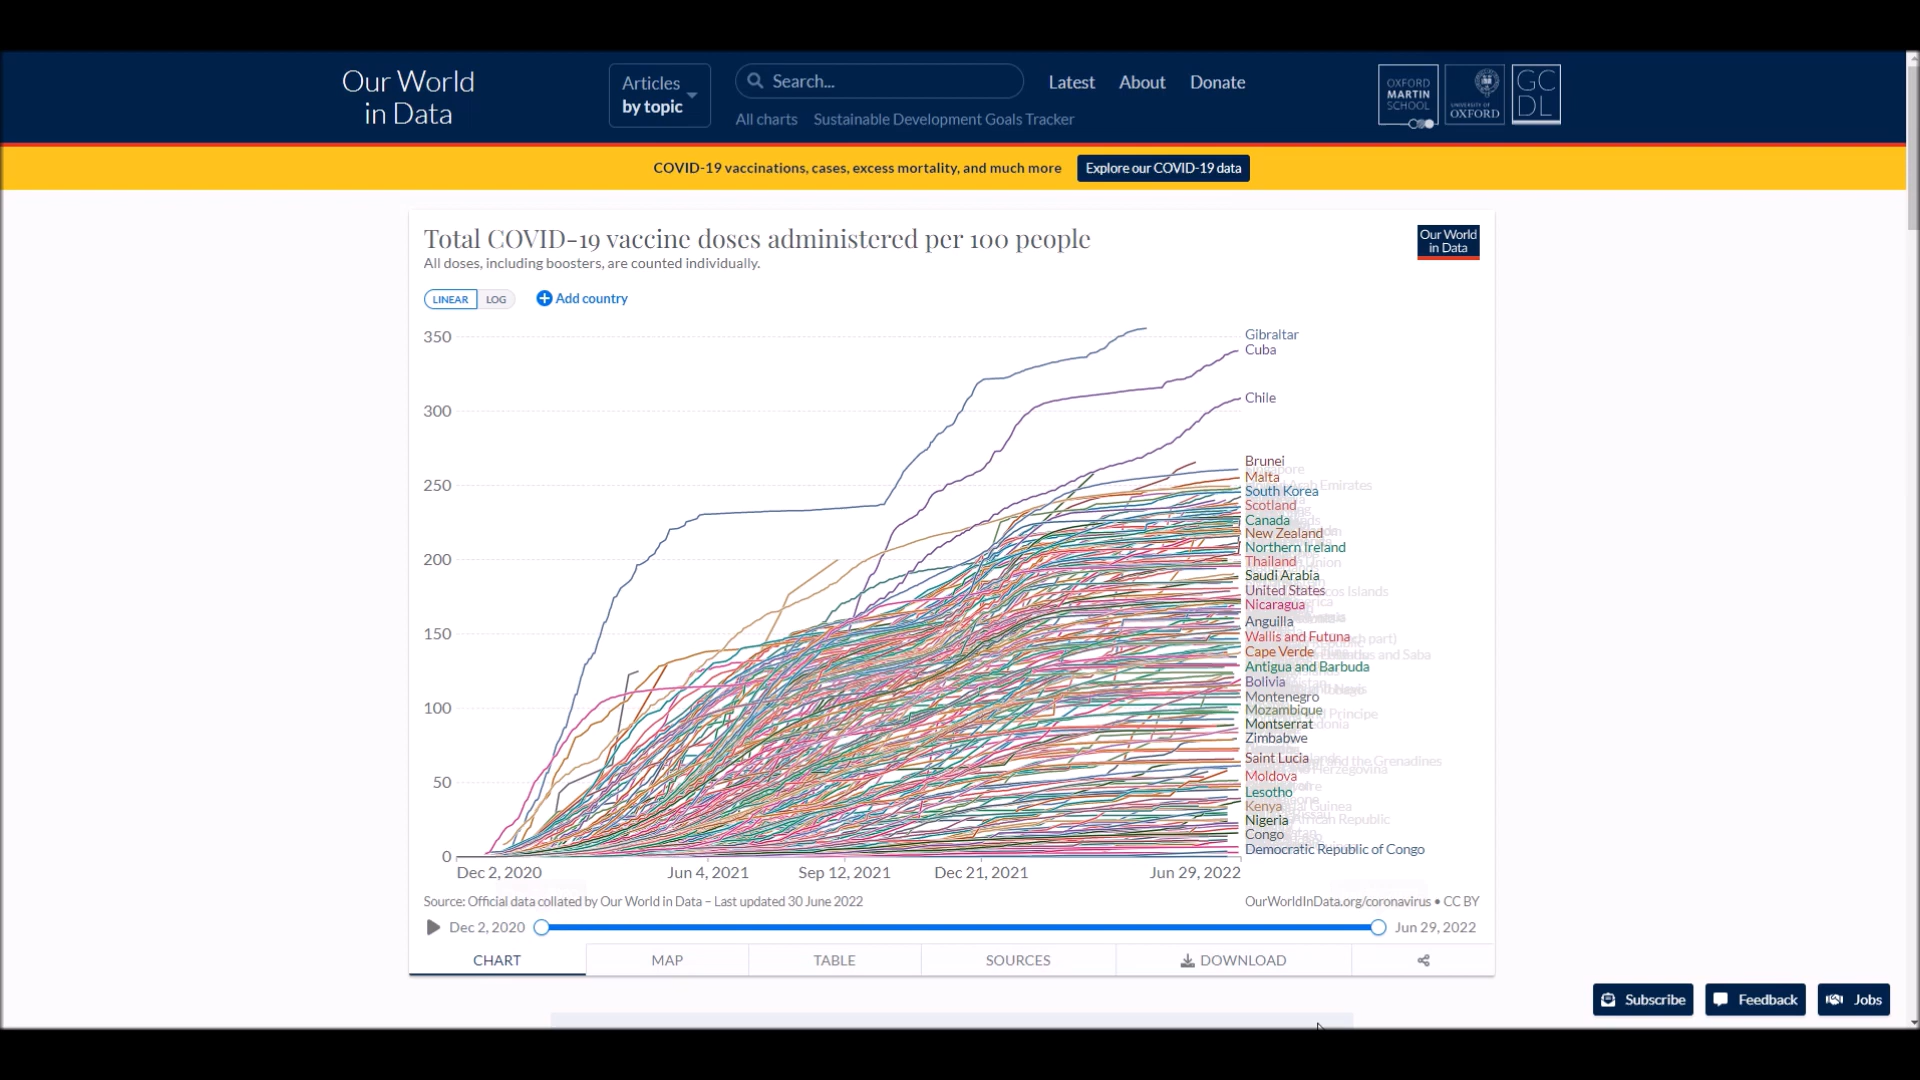 Our World
in Data
Articles
by topic
Search...
Latest
About
Donate
All charts
Sustainable Development Goals Tracker
OXFORD
MARTIN
SCHOOL
UNIVERSITY OF
OXFORD
GC
DL
COVID-19 vaccinations, cases, excess mortality, and much more
Explore our COVID-19 data
Total COVID-19 vaccine doses administered per 100 people
All doses, including boosters, are counted individually.
Our World
in Data
LINEAR
LOG
Add country
350
300
250
200
150
100
50
0
Gibraltar
Cuba
Chile
Brunei
Malta
South Korea
Scotland
Canada
New Zealand
Northern Ireland
Thailand
Saudi Arabia
United States
Nicaragua
Anguilla
Wallis and Futuna
Cape Verde
Antigua and Barbuda
Bolivia
Montenegro
Mozambique
Montserrat
Zimbabwe
Saint Lucia
Moldova
Lesotho
Kenya
Nigeria
Congo
Democratic Republic of Congo
Dec 2, 2020
Jun 4, 2021
Sep 12, 2021
Dec 21, 2021
Jun 29, 2022
Source: Official data collated by Our World in Data – Last updated 30 June 2022
OurWorldInData.org/coronavirus • CC BY
Dec 2, 2020
Jun 29, 2022
CHART
MAP
TABLE
SOURCES
DOWNLOAD
Subscribe
Feedback
Jobs